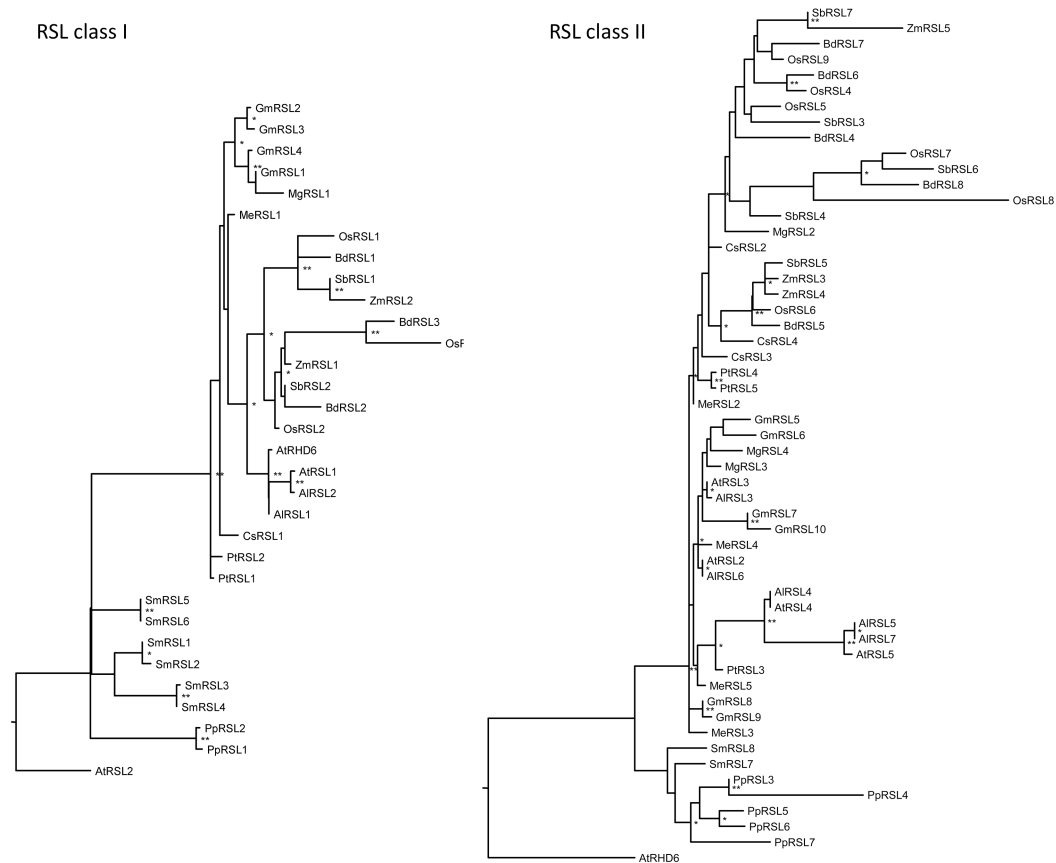 RSL class I
GmRSL2
*
GmRSL3
*
GmRSL4
**
GmRSL1
MgRSL1
MeRSL1
OsRSL1
BdRSL1
**
SbRSL1
**
ZmRSL2
BdRSL3
**
*
OsR
ZmRSL1
*
SbRSL2
BdRSL2
*
OsRSL2
AtRHD6
AtRSL1
**
**
**
AlRSL2
AlRSL1
CsRSL1
PtRSL2
PtRSL1
SmRSL5
**
SmRSL6
SmRSL1
*
SmRSL2
SmRSL3
**
SmRSL4
PpRSL2
**
PpRSL1
AtRSL2
RSL class II
SbRSL7
**
ZmRSL5
BdRSL7
OsRSL9
BdRSL6
**
OsRSL4
OsRSL5
SbRSL3
BdRSL4
OsRSL7
SbRSL6
*
BdRSL8
*
OsRSL8
SbRSL4
MgRSL2
CsRSL2
SbRSL5
ZmRSL3
*
ZmRSL4
OsRSL6
**
BdRSL5
*
CsRSL4
CsRSL3
PtRSL4
*
**
PtRSL5
MeRSL2
GmRSL5
GmRSL6
MgRSL4
MgRSL3
AtRSL3
*
AlRSL3
GmRSL7
**
GmRSL10
*
MeRSL4
AtRSL2
*
AlRSL6
AlRSL4
AtRSL4
**
AlRSL5
*
AlRSL7
**
*
AtRSL5
**
PtRSL3
MeRSL5
GmRSL8
**
GmRSL9
MeRSL3
SmRSL8
SmRSL7
PpRSL3
**
PpRSL4
PpRSL5
*
*
PpRSL6
PpRSL7
AtRHD6